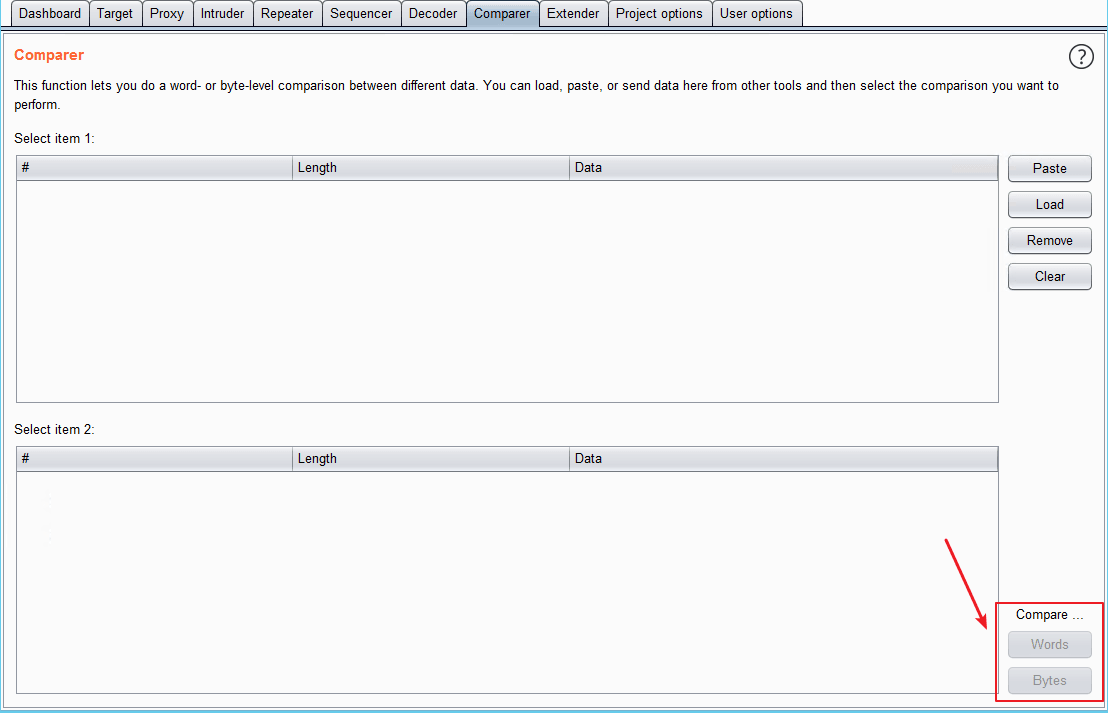 Dashboard Target Proxy Intruder Repeater Sequencer Decoder Comparer Extender Project options User options
Comparer
?
This function lets you do a word- or byte-level comparison between different data. You can load, paste, or send data here from other tools and then select the comparison you want to
perform.
Select item 1:
# Length Data
Paste
Load
Remove
Clear
Select item 2:
# Length Data
Compare ...
Words
Bytes